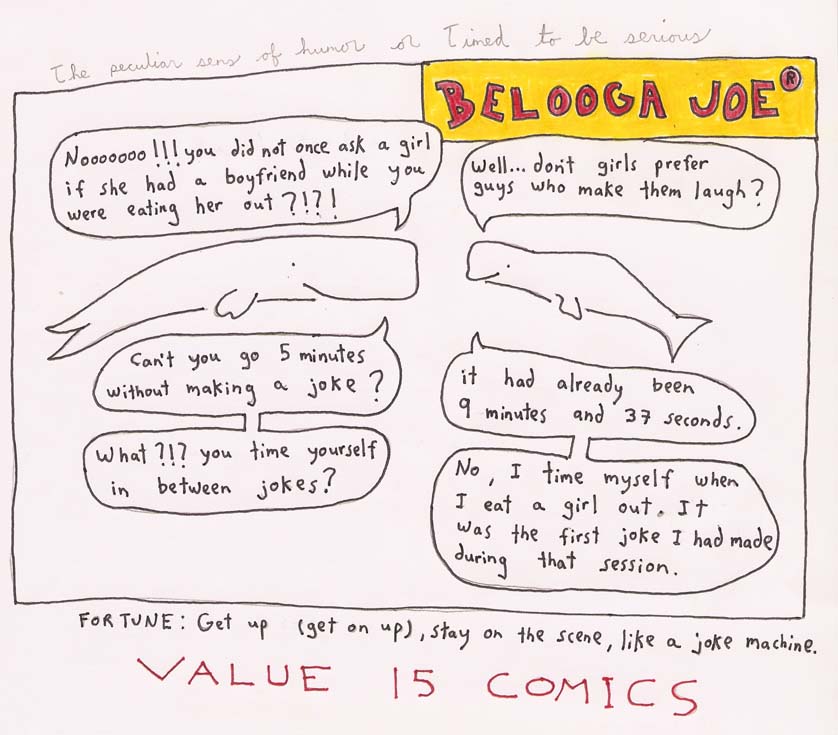 The peculiar sens of humor or Timed to be serious
BELOOGA JOE®
Nooooooo!!! you did not once ask a girl
if she had a boyfriend while you
were eating her out?!?!
Well... don't girls prefer
guys who make them laugh?
Can't you go 5 minutes
without making a joke?
it had already been
9 minutes and 37 seconds.
What?!? you time yourself
in between jokes?
No, I time myself when
I eat a girl out. It
was the first joke I had made
during that session.
FORTUNE: Get up (get on up), stay on the scene, like a joke machine.
VALUE 15 COMICS